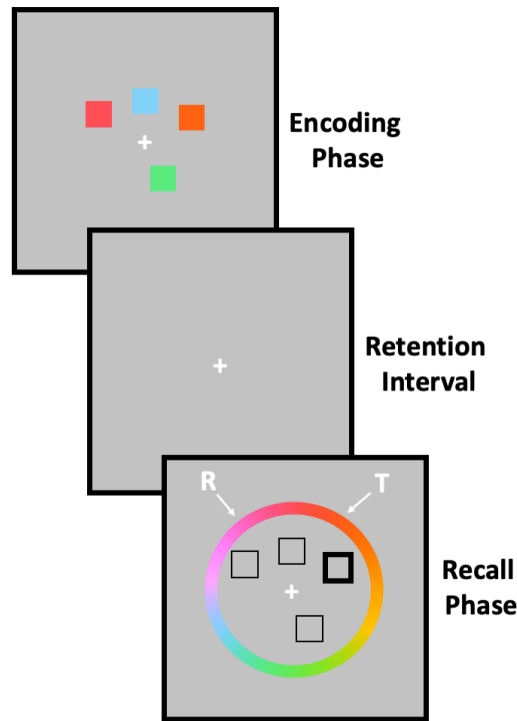 Encoding
Phase
Retention
Interval
R
T
Recall
Phase